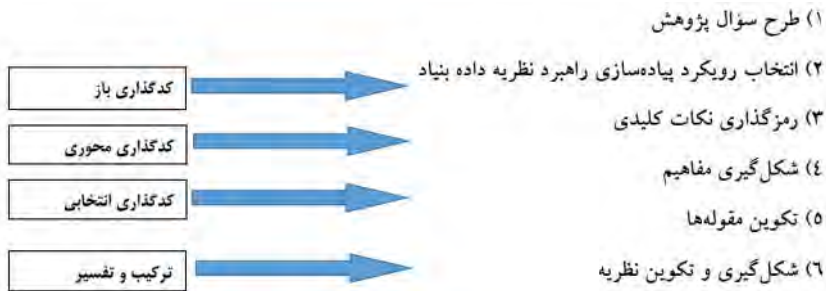 ۱) طرح سؤال پژوهش
۲) انتخاب رویکرد پیاده‌سازی راهبرد نظریه داده بنیاد
۳) رمزگذاری نکات کلیدی
٤) شکل‌گیری مفاهیم
٥) تکوین مقوله‌ها
٦) شکل‌گیری و تکوین نظریه
کدگذاری باز
کدگذاری محوری
کدگذاری انتخابی
ترکیب و تفسیر